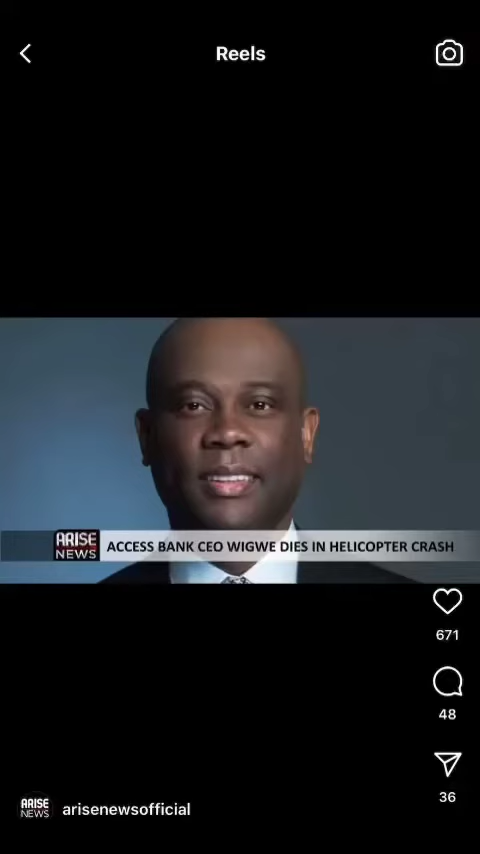 Reels
ARISE
NEWS
ACCESS BANK CEO WIGWE DIES IN HELICOPTER CRASH
671
48
36
ARISE
NEWS
arisenewsofficial